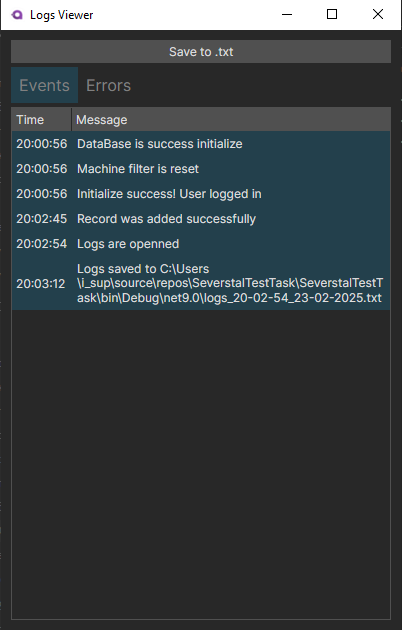 Logs Viewer
Save to .txt
Events Errors
Time Message
20:00:56 DataBase is success initialize
20:00:56 Machine filter is reset
20:00:56 Initialize success! User logged in
20:02:45 Record was added successfully
20:02:54 Logs are openned
20:03:12 Logs saved to C:\Users
\i_sup\source\repos\SeverstalTestTask\SeverstalTestT
ask\bin\Debug\net9.0\logs_20-02-54_23-02-2025.txt